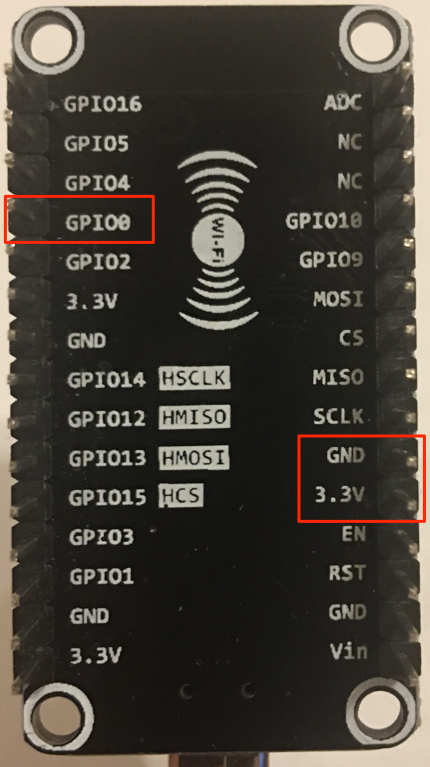 GPIO16 ADC
GPIO5 NC
GPIO4 NC
GPIO0 GPIO10
Wi-Fi
GPIO2 GPIO9
3.3V MOSI
GND CS
GPIO14 HSCLK MISO
GPIO12 HMISO SCLK
GPIO13 HMOSI GND
GPIO15 HCS 3.3V
GPIO3 EN
GPIO1 RST
GND GND
3.3V Vin